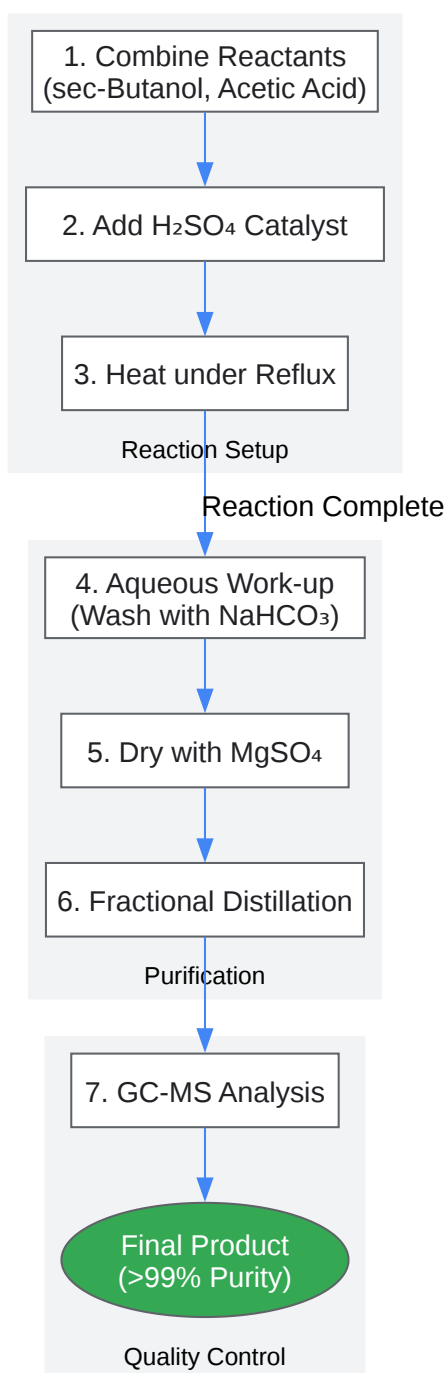 1. Combine Reactants
(sec-Butanol, Acetic Acid)
2. Add H₂SO₄ Catalyst
3. Heat under Reflux
Reaction Setup
Reaction Complete
4. Aqueous Work-up
(Wash with NaHCO₃)
5. Dry with MgSO₄
6. Fractional Distillation
Purification
7. GC-MS Analysis
Final Product
(>99% Purity)
Quality Control